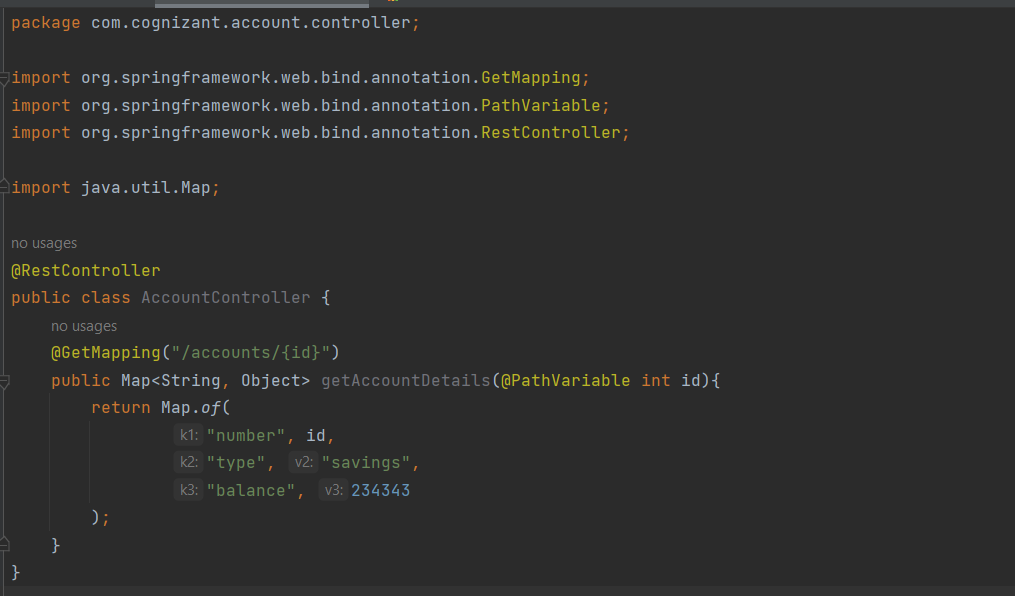 package com.cognizant.account.controller;
import org.springframework.web.bind.annotation.GetMapping;
import org.springframework.web.bind.annotation.PathVariable;
import org.springframework.web.bind.annotation.RestController;
import java.util.Map;
no usages
@RestController
public class AccountController {
no usages
@GetMapping("/accounts/{id}")
public Map<String, Object> getAccountDetails(@PathVariable int id){
return Map.of(
k1: "number", id,
k2: "type", v2: "savings",
k3: "balance", v3: 234343
);
}
}